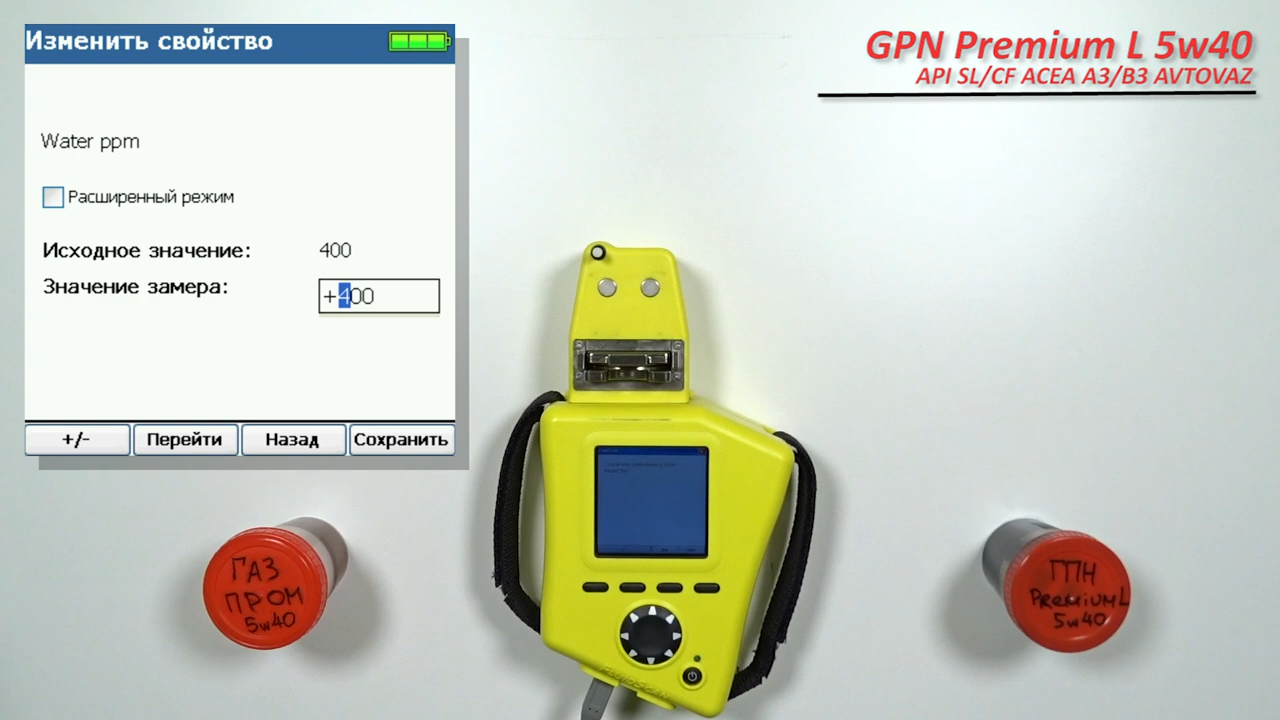 Изменить свойство
Water ppm
Расширенный режим
Исходное значение: 400
Значение замера: +400
+/- Перейти Назад Сохранить
GPN Premium L 5w40
API SL/CF ACEA A3/B3 AVTOVAZ
ГАЗ
ПРОМ
5w40
ГПН
PREMIUM L
5w40